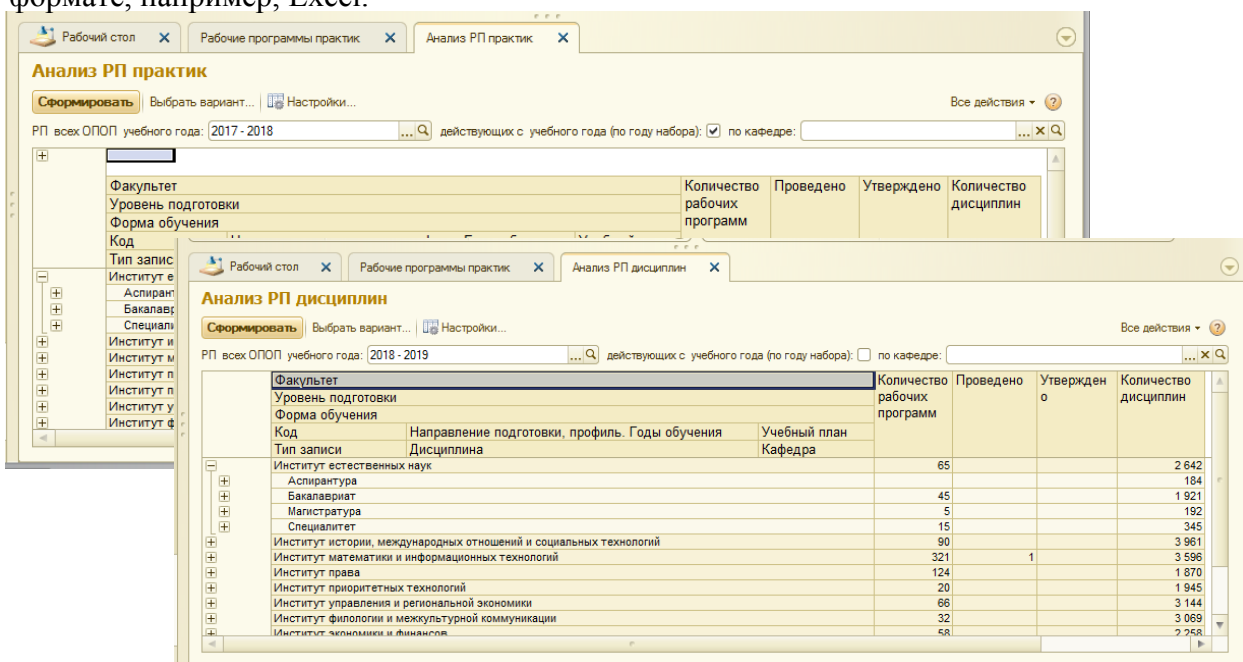 формате, например, Excel.
Рабочий стол Рабочие программы практик Анализ РП практик
Анализ РП практик
Сформировать Выбрать вариант... Настройки... Все действия
РП всех ОПОП учебного года: 2017 - 2018 ... действующих с учебного года (по году набора): по кафедре: ...
Факультет Количество рабочих программ Проведено Утверждено Количество дисциплин
Уровень подготовки
Форма обучения
Код
Тип запис
Институт е
Аспирант
Бакалавр
Специали
Институт и
Институт м
Институт п
Институт п
Институт у
Институт ф
Рабочий стол Рабочие программы практик Анализ РП дисциплин
Анализ РП дисциплин
Сформировать Выбрать вариант... Настройки... Все действия
РП всех ОПОП учебного года: 2018 - 2019 ... действующих с учебного года (по году набора): по кафедре: ...
Факультет Количество рабочих программ Проведено Утвержден о Количество дисциплин
Уровень подготовки
Форма обучения
Код Направление подготовки, профиль. Годы обучения Учебный план
Тип записи Дисциплина Кафедра
Институт естественных наук 65 2 642
Аспирантура 184
Бакалавриат 45 1 921
Магистратура 5 192
Специалитет 15 345
Институт истории, международных отношений и социальных технологий 90 3 961
Институт математики и информационных технологий 321 1 3 596
Институт права 124 1 870
Институт приоритетных технологий 20 1 945
Институт управления и региональной экономики 66 3 144
Институт филологии и межкультурной коммуникации 32 3 069
Институт экономики и финансов 58 2 258